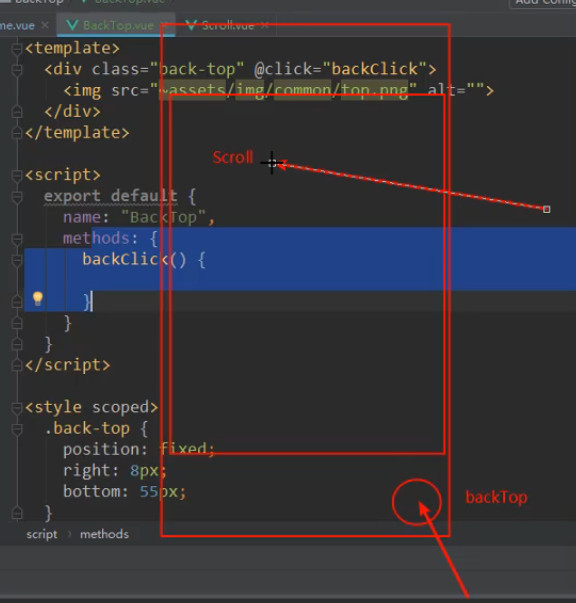 BackTop BackTop.vue Add Config
me.vue BackTop.vue Scroll.vue
<template>
<div class="back-top" @click="backClick">
<img src="~assets/img/common/top.png" alt="">
</div>
</template>
Scroll
<script>
export default {
name: "BackTop",
methods: {
backClick() {
}
}
}
</script>
<style scoped>
.back-top {
position: fixed;
right: 8px;
backTop
bottom: 55px;
}
script methods